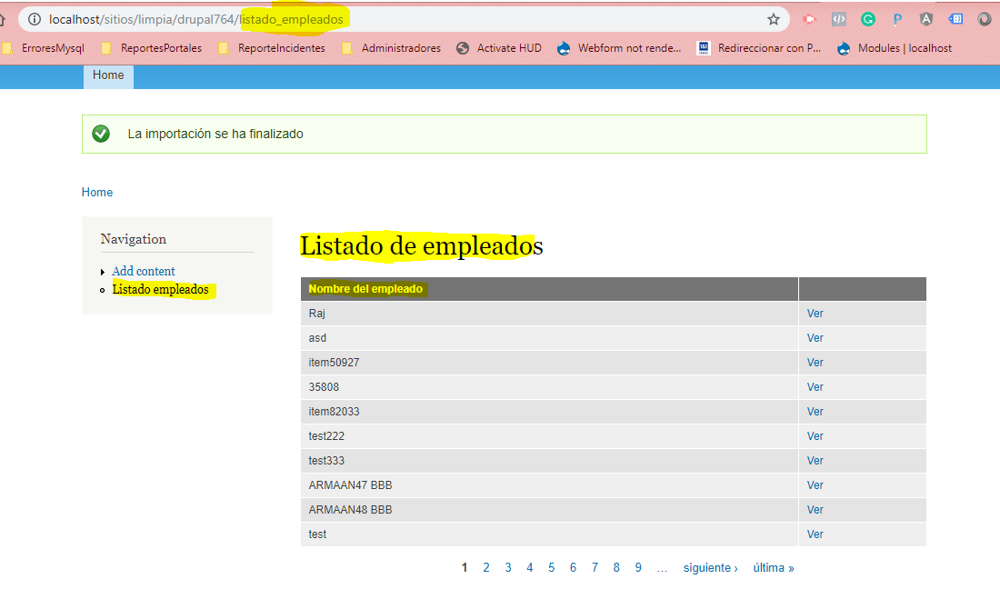 localhost/sitios/limpia/drupal764/listado_empleados
ErroresMysql ReportesPortales ReporteIncidentes Administradores Activate HUD Webform not rende... Redireccionar con P... Modules | localhost
Home
La importación se ha finalizado
Home
Navigation
Add content
Listado empleados
Listado de empleados
Nombre del empleado
Raj Ver
asd Ver
item50927 Ver
35808 Ver
item82033 Ver
test222 Ver
test333 Ver
ARMAAN47 BBB Ver
ARMAAN48 BBB Ver
test Ver
1 2 3 4 5 6 7 8 9 … siguiente › última »